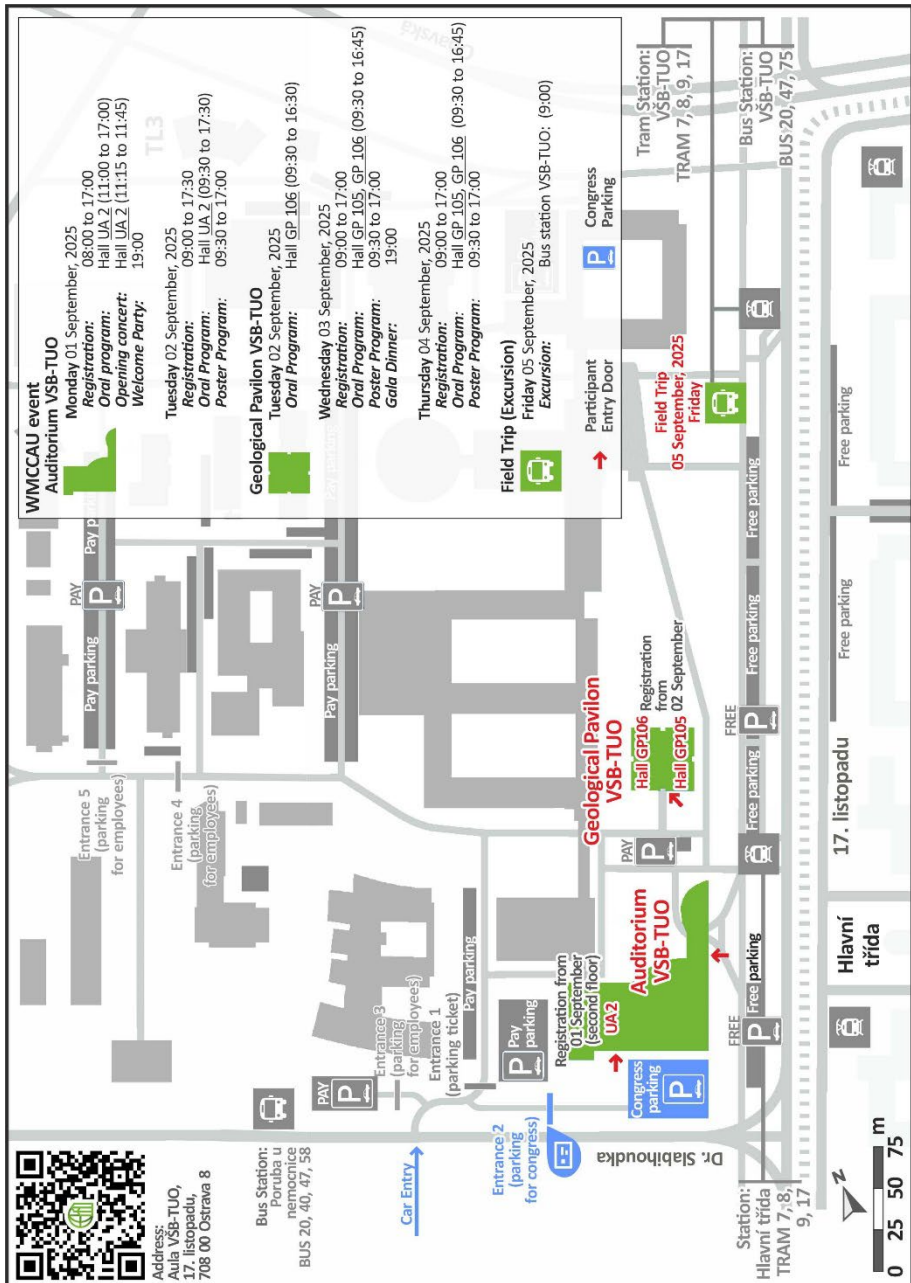 Address:
Aula VŠB-TUO,
17. listopadu,
708 00 Ostrava 8
Bus Station:
Poruba u
nemocnice
BUS 20, 40, 47, 58
Car Entry
Entrance 2
(parking
for congress)
Dr. Slabihoudka
Station:
Hlavní třída
TRAM 7, 8,
9, 17
0 25 50 75 m
N
PAY
P
Entrance 3
(parking
for employees)
Entrance 1
(parking ticket)
P
Pay
parking
Pay parking
Congress
parking
P
Registration from
01 September
(second floor)
UA2
Auditorium
VSB-TUO
FREE
P
Free parking
Hlavní
třída
17. listopadu
Entrance 5
(parking
for employees)
Entrance 4
(parking
for employees)
PAY
P
Pay parking
Pay parking
PAY
P
Pay parking
Pay parking
PAY
P
Geological Pavilon
VSB-TUO
Hall GP106
Hall GP105
Registration
from
02 September
FREE
P
Free parking
Free parking
Free parking
Free parking
Free parking
Field Trip
05 September, 2025
Friday
Tram Station:
VŠB-TUO
TRAM 7, 8, 9, 17
Bus Station:
VŠB-TUO
BUS 20, 47, 75
TL3
WMCCAU event
Auditorium VSB-TUO
Monday 01 September, 2025
Registration: 08:00 to 17:00
Oral program: Hall UA 2 (11:00 to 17:00)
Opening concert: Hall UA 2 (11:15 to 11:45)
Welcome Party: 19:00
Tuesday 02 September, 2025
Registration: 09:00 to 17:30
Oral Program: Hall UA 2 (09:30 to 17:30)
Poster Program: 09:30 to 17:00
Geological Pavilon VSB-TUO
Tuesday 02 September, 2025
Oral Program: Hall GP 106 (09:30 to 16:30)
Wednesday 03 September, 2025
Registration: 09:00 to 17:00
Oral Program: Hall GP 105, GP 106 (09:30 to 16:45)
Poster Program: 09:30 to 17:00
Gala Dinner: 19:00
Thursday 04 September, 2025
Registration: 09:00 to 17:00
Oral Program: Hall GP 105, GP 106 (09:30 to 16:45)
Poster Program: 09:30 to 17:00
Field Trip (Excursion)
Friday 05 September, 2025
Excursion: Bus station VSB-TUO: (9:00)
Participant
Entry Door
P
Congress
Parking